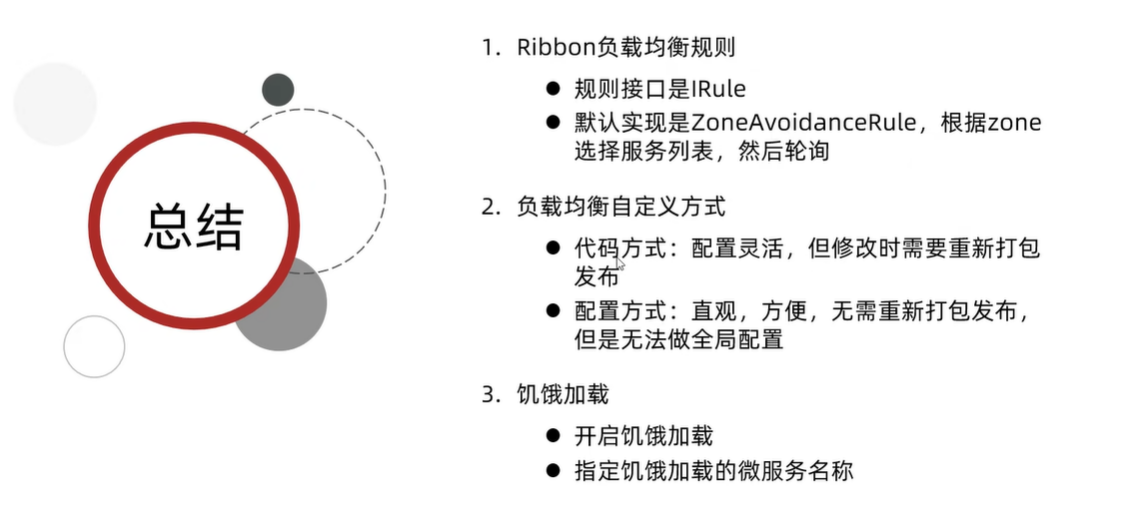 总结
1. Ribbon负载均衡规则
● 规则接口是IRule
● 默认实现是ZoneAvoidanceRule，根据zone
选择服务列表，然后轮询
2. 负载均衡自定义方式
● 代码方式：配置灵活，但修改时需要重新打包
发布
● 配置方式：直观，方便，无需重新打包发布，
但是无法做全局配置
3. 饥饿加载
● 开启饥饿加载
● 指定饥饿加载的微服务名称